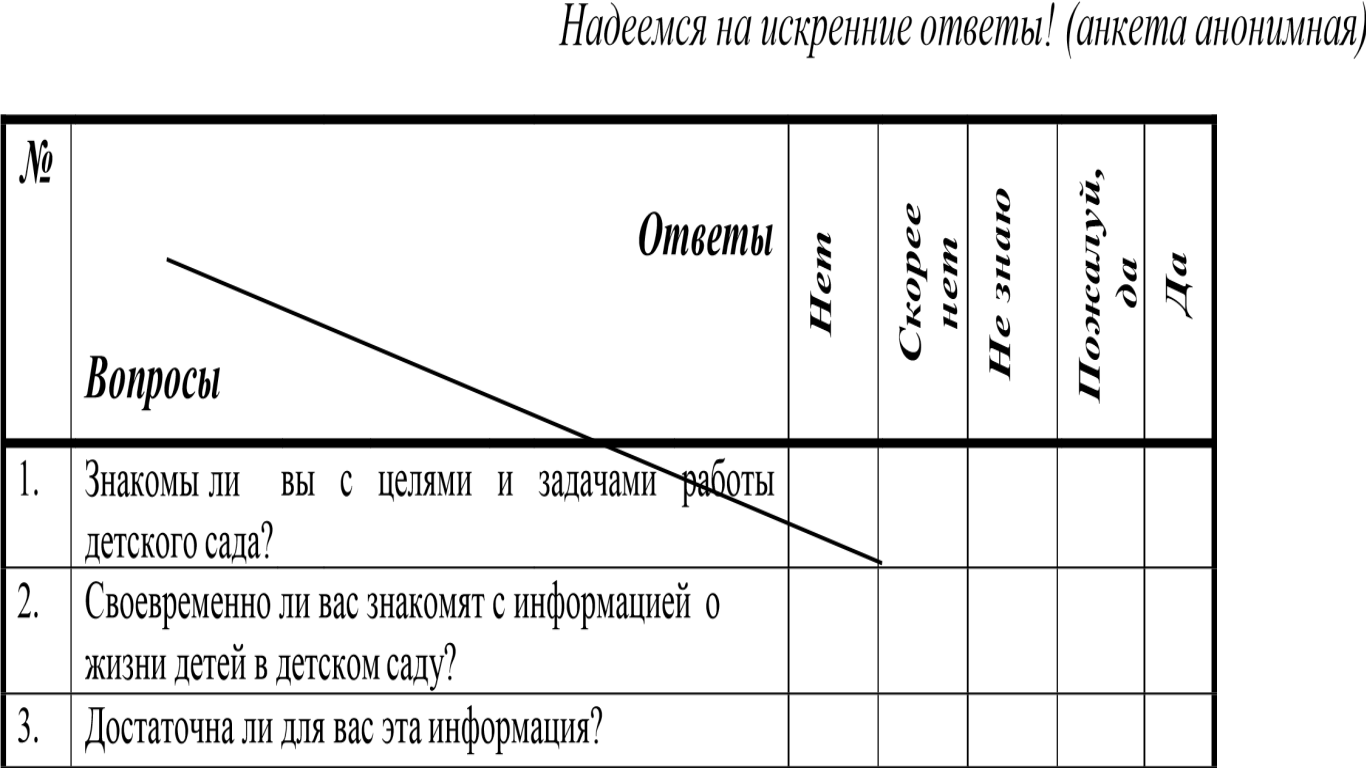 Надеемся на искренние ответы! (анкета анонимная)
№
Ответы
Вопросы
Нет
Скорее
нет
Не знаю
Пожалуй,
да
Да
1. Знакомы ли вы с целями и задачами работы
детского сада?
2. Своевременно ли вас знакомят с информацией о
жизни детей в детском саду?
3. Достаточна ли для вас эта информация?